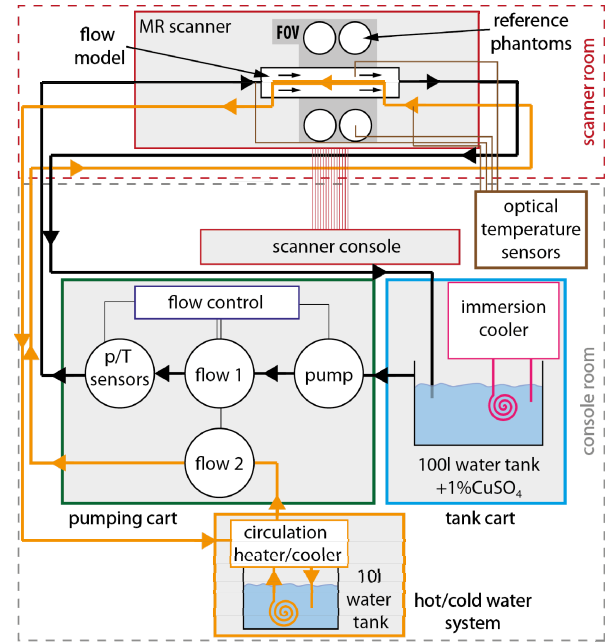 MR scanner
FOV
reference
phantoms
flow
model
scanner room
optical
temperature
sensors
scanner console
flow control
immersion
cooler
p/T
sensors
flow 1
pump
flow 2
100l water tank
+1%CuSO₄
console room
pumping cart
tank cart
circulation
heater/cooler
10l
water
tank
hot/cold water
system